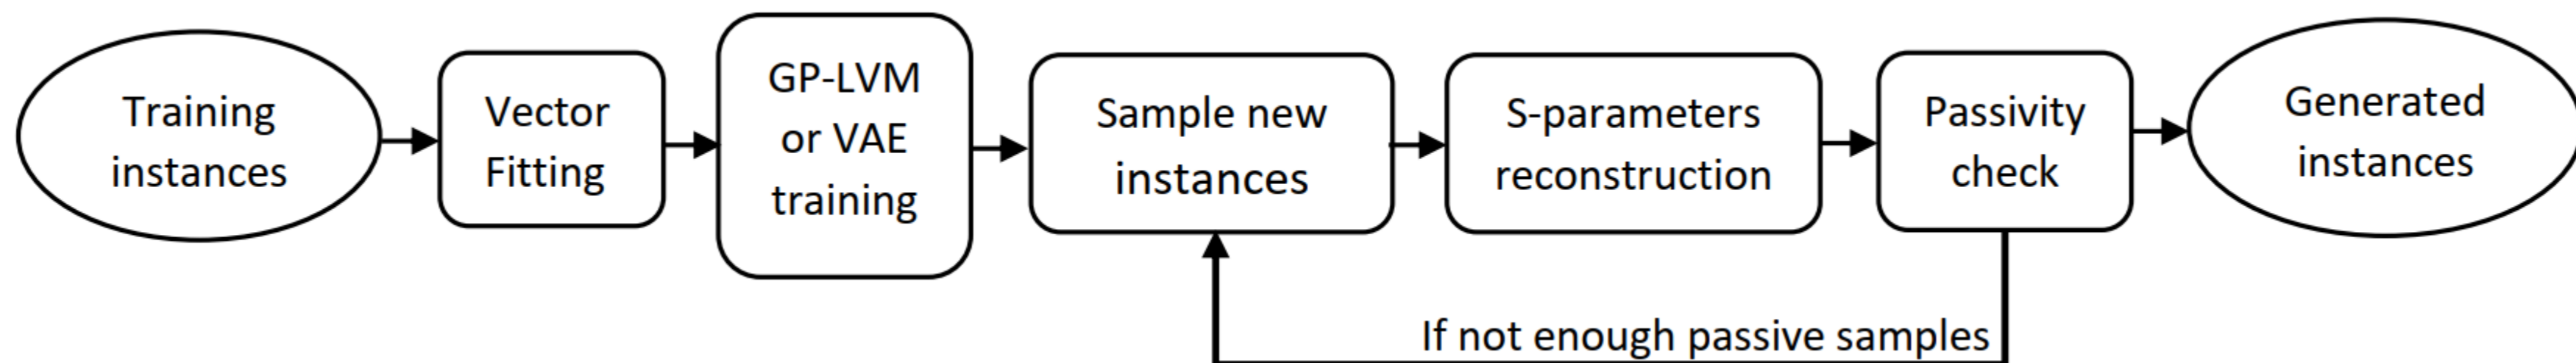 Training
instances
Vector
Fitting
GP-LVM
or VAE
training
Sample new
instances
S-parameters
reconstruction
Passivity
check
Generated
instances
If not enough passive samples